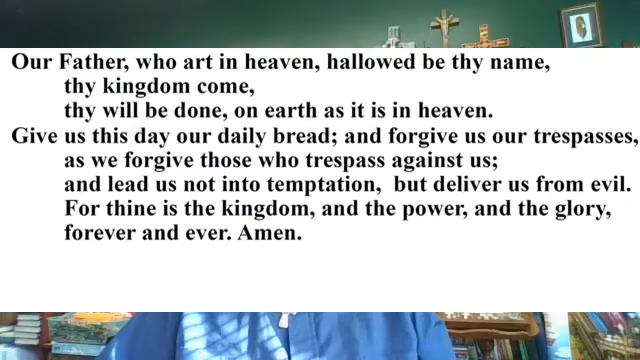 Our Father, who art in heaven, hallowed be thy name,
thy kingdom come,
thy will be done, on earth as it is in heaven.
Give us this day our daily bread; and forgive us our trespasses,
as we forgive those who trespass against us;
and lead us not into temptation, but deliver us from evil.
For thine is the kingdom, and the power, and the glory,
forever and ever. Amen.